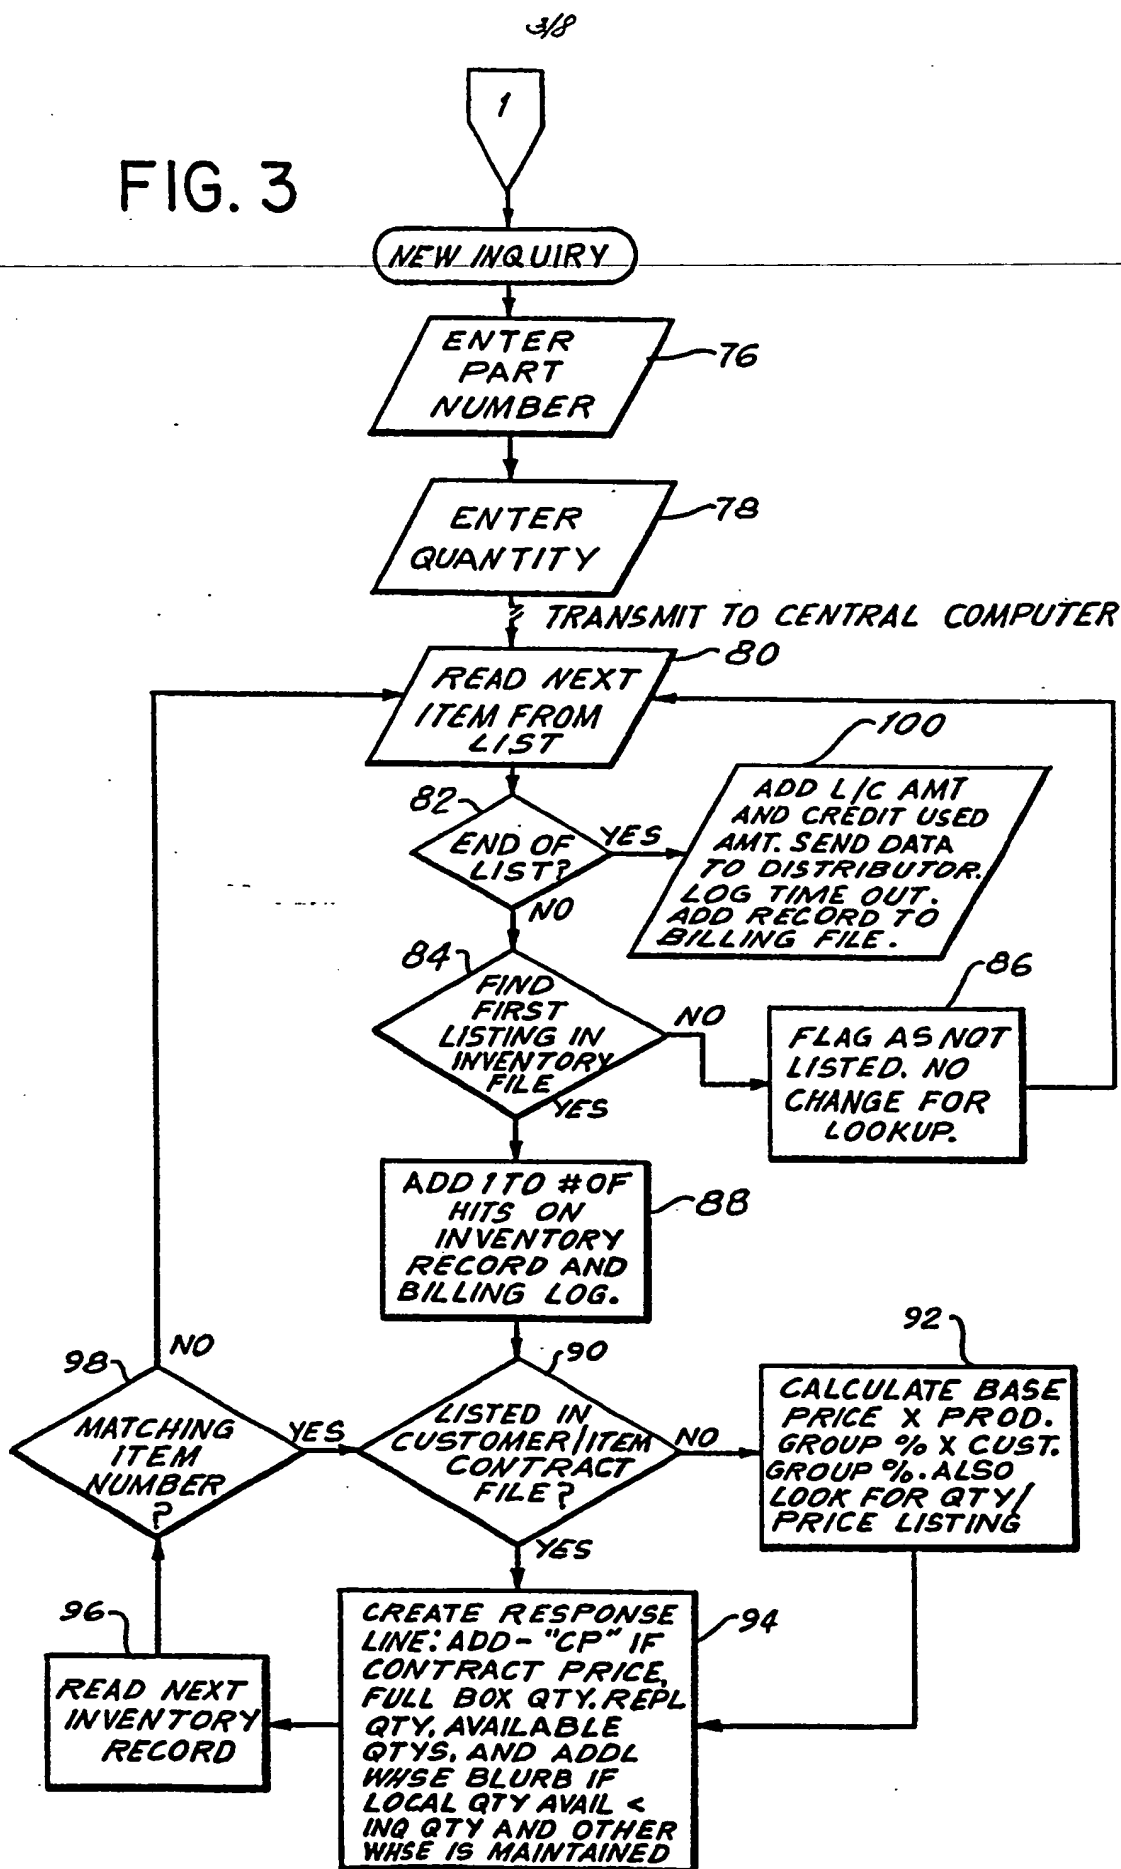 3/8
1
FIG. 3
NEW INQUIRY
ENTER
PART
NUMBER
76
ENTER
QUANTITY
78
TRANSMIT TO CENTRAL COMPUTER
80
READ NEXT
ITEM FROM
LIST
100
82
END OF
LIST?
YES
NO
ADD L/C AMT
AND CREDIT USED
AMT. SEND DATA
TO DISTRIBUTOR.
LOG TIME OUT.
ADD RECORD TO
BILLING FILE.
84
FIND
FIRST
LISTING IN
INVENTORY
FILE
NO
YES
86
FLAG AS NOT
LISTED. NO
CHANGE FOR
LOOKUP.
ADD 1 TO # OF
HITS ON
INVENTORY
RECORD AND
BILLING LOG.
88
NO
98
MATCHING
ITEM
NUMBER
?
YES
90
LISTED IN
CUSTOMER/ITEM
CONTRACT
FILE?
NO
YES
92
CALCULATE BASE
PRICE X PROD.
GROUP % X CUST.
GROUP %. ALSO
LOOK FOR QTY/
PRICE LISTING
96
READ NEXT
INVENTORY
RECORD
94
CREATE RESPONSE
LINE: ADD - "CP" IF
CONTRACT PRICE,
FULL BOX QTY. REPL
QTY, AVAILABLE
QTYS, AND ADDL
WHSE BLURB IF
LOCAL QTY AVAIL <
INQ QTY AND OTHER
WHSE IS MAINTAINED